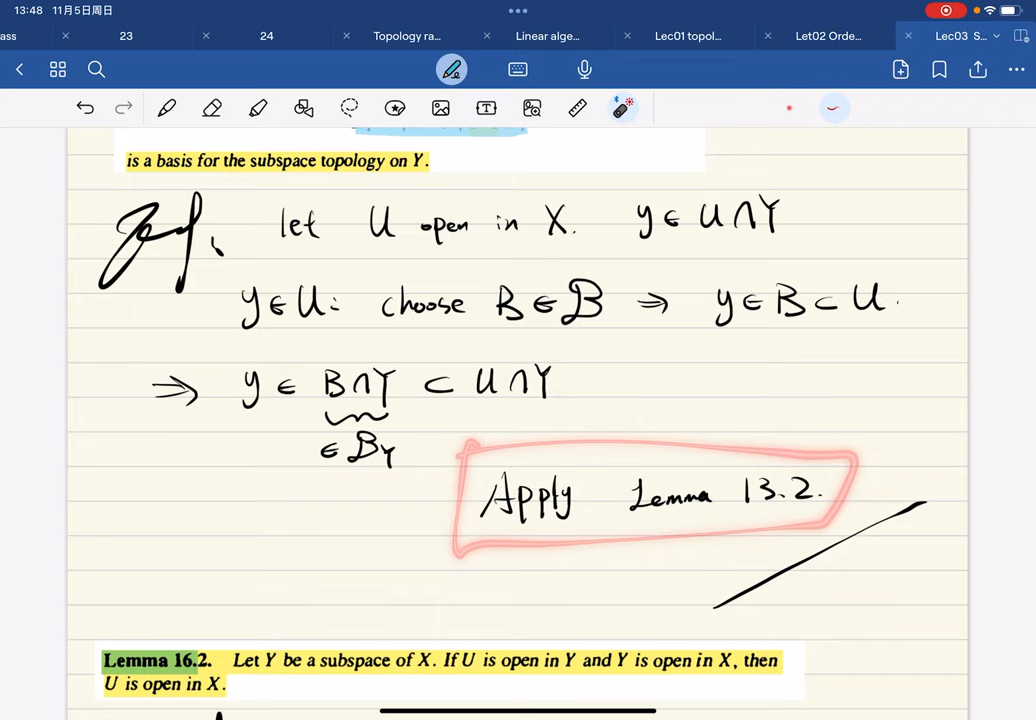 13:48 11月5日周日
ass 23 24 Topology ra... Linear alge... Lec01 topol... Let02 Orde... Lec03 S...
is a basis for the subspace topology on Y.
Proof. let U open in X. y ∈ U ∩ Y
y ∈ U: choose B ∈ ℬ ⇒ y ∈ B ⊂ U.
⇒ y ∈ B ∩ Y ⊂ U ∩ Y
∈ ℬ_Y
Apply Lemma 13.2.
Lemma 16.2. Let Y be a subspace of X. If U is open in Y and Y is open in X, then
U is open in X.